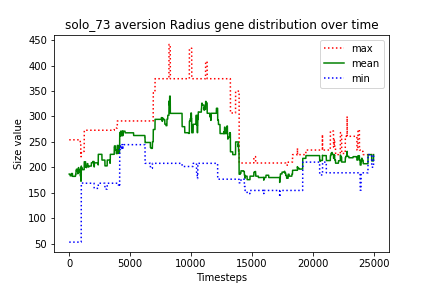 solo_73 aversion Radius gene distribution over time
450
400
350
300
250
200
150
100
50
Size value
max
mean
min
0 5000 10000 15000 20000 25000
Timesteps